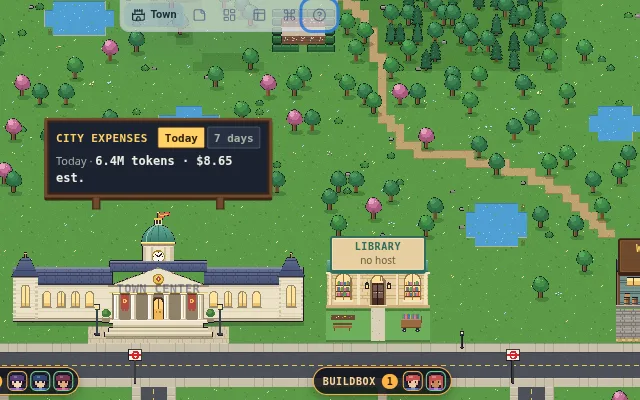 Town
CITY EXPENSES Today 7 days
Today · 6.4M tokens · $8.65
est.
LIBRARY
no host
TOWN CENTER
BUILDBOX 1